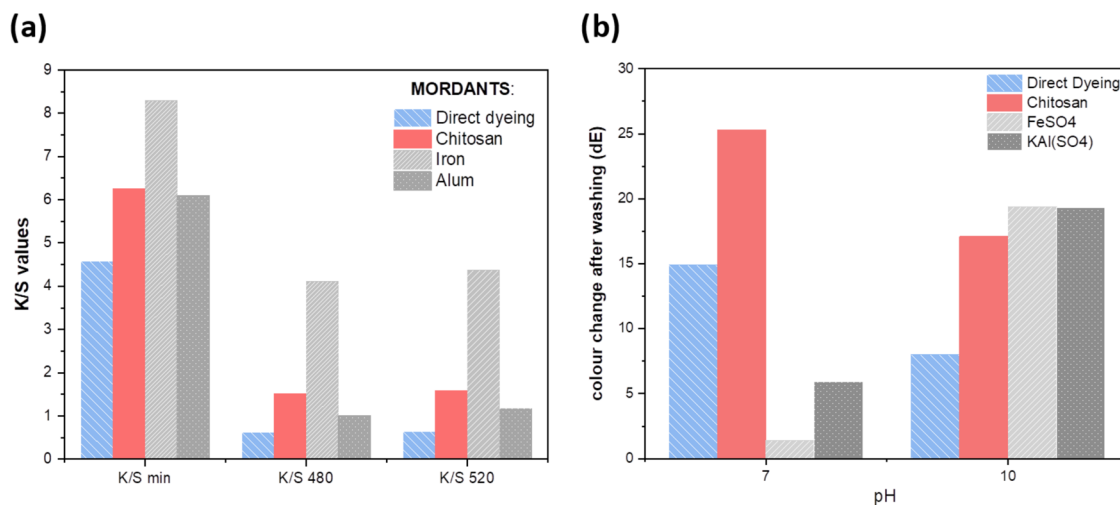 (a)
9
8
7
6
5
4
3
2
1
0
K/S values
MORDANTS:
Direct dyeing
Chitosan
Iron
Alum
K/S min
K/S 480
K/S 520
(b)
30
25
20
15
10
5
0
colour change after washing (dE)
Direct Dyeing
Chitosan
FeSO4
KAl(SO4)
7
10
pH